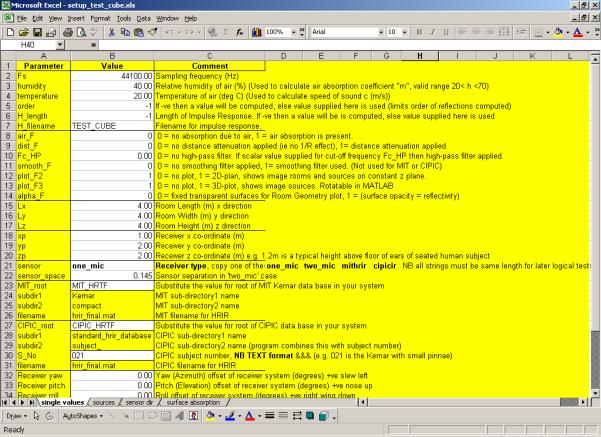 Microsoft Excel - setup_test_cube.xls
File Edit View Insert Format Tools Data Window Help Acrobat
100% Arial 10 B I U
H40 =
A B C D E F G H I J K L
1 Parameter Value Comment
2 Fs 44100.00 Sampling frequency (Hz)
3 humidity 40.00 Relative humidity of air (%) (Used to calculate air absorption coefficient "m", valid range 20< h <70)
4 temperature 20.00 Temperature of air (deg C) (Used to calculate speed of sound c (m/s))
5 order -1 If -ve then a value will be computed, else value supplied here is used (limits order of reflections computed)
6 H_length -1 Length of Impulse Response. If -ve then a value will be computed, else value supplied here is used
7 H_filename TEST_CUBE Filename for impulse response.
8 air_F 0 0 = no absorption due to air, 1 = air absorption is present.
9 dist_F 0 0 = no distance attenuation applied (ie no 1/R effect), 1= distance attenuation applied
10 Fc_HP 0.00 0 = no high-pass filter. If scalar value supplied for cut-off frequency Fc_HP then high-pass filter applied.
11 smooth_F 0 0 = no smoothing filter applied, 1= smoothing filter used. (Not used for MIT or CIPIC)
12 plot_F2 1 0 = no plot, 1 = 2D-plan, shows image rooms and sources on constant z plane.
13 plot_F3 1 0 = no plot, 1 = 3D-plot, shows image sources. Rotatable in MATLAB
14 alpha_F 0 0 = fixed transparent surfaces for Room Geometry plot, 1 = (surface opacity = reflectivity)
15 Lx 4.00 Room Length (m) x direction
16 Ly 4.00 Room Width (m) y direction
17 Lz 4.00 Room Height (m) z direction
18 xp 1.00 Receiver x co-ordinate (m)
19 yp 2.00 Receiver y co-ordinate (m)
20 zp 2.00 Receiver z co-ordinate (m) e.g. 1.2m is a typical height above floor of ears of seated human subject
21 sensor one_mic Receiver type, copy one of the: one_mic two_mic mithrir cipicir NB all strings must be same length for later logical tests
22 sensor_space 0.145 Sensor separation in 'two_mic' case
23 MIT_root MIT_HRTF Substitute the value for root of MIT Kemar data base in your system
24 subdir1 Kemar MIT sub-directory1 name
25 subdir2 compact MIT sub-directory2 name
26 filename hrir_final.mat MIT filename for HRIR
27 CIPIC_root CIPIC_HRTF Substitute the value for root of CIPIC data base in your system
28 subdir1 standard_hrir_database CIPIC sub-directory1 name
29 subdir2 subject_ CIPIC sub-directory2 name (program combines this with subject number)
30 S_No 021 CIPIC subject number, NB TEXT format &&& (e.g. 021 is the Kemar with small pinnae)
31 filename hrir_final.mat CIPIC filename for HRIR
32 Receiver yaw 0.00 Yaw (Azimuth) offset of receiver system (degrees) +ve slew left
33 Receiver pitch 0.00 Pitch (Elevation) offset of receiver system (degrees) +ve nose up
34 Receiver roll 0.00 Roll offset of receiver system (degrees) +ve right wing down
single values sources sensor dir surface absorption
Draw AutoShapes
Ready